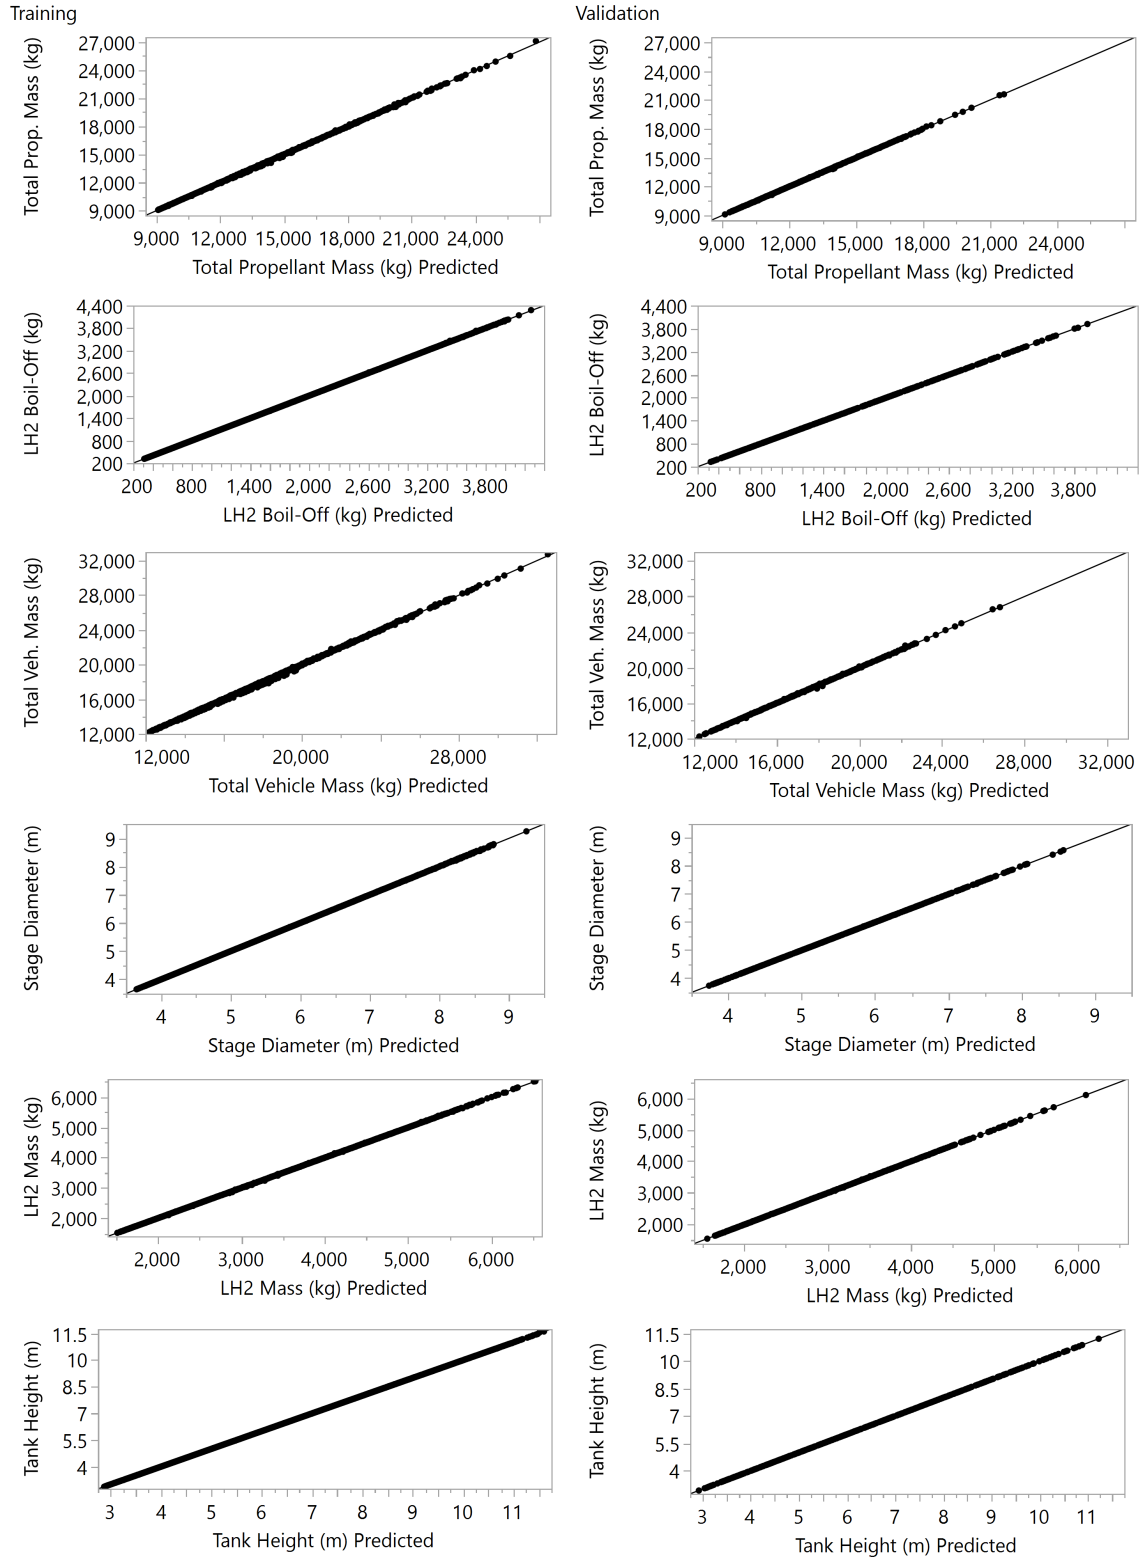 Training
Validation
Total Prop. Mass (kg)
27,000
24,000
21,000
18,000
15,000
12,000
9,000
9,000 12,000 15,000 18,000 21,000 24,000
Total Propellant Mass (kg) Predicted
Total Prop. Mass (kg)
27,000
24,000
21,000
18,000
15,000
12,000
9,000
9,000 12,000 15,000 18,000 21,000 24,000
Total Propellant Mass (kg) Predicted
LH2 Boil-Off (kg)
4,400
3,800
3,200
2,600
2,000
1,400
800
200
200 800 1,400 2,000 2,600 3,200 3,800
LH2 Boil-Off (kg) Predicted
LH2 Boil-Off (kg)
4,400
3,800
3,200
2,600
2,000
1,400
800
200
200 800 1,400 2,000 2,600 3,200 3,800
LH2 Boil-Off (kg) Predicted
Total Veh. Mass (kg)
32,000
28,000
24,000
20,000
16,000
12,000
12,000 20,000 28,000
Total Vehicle Mass (kg) Predicted
Total Veh. Mass (kg)
32,000
28,000
24,000
20,000
16,000
12,000
12,000 16,000 20,000 24,000 28,000 32,000
Total Vehicle Mass (kg) Predicted
Stage Diameter (m)
9
8
7
6
5
4
4 5 6 7 8 9
Stage Diameter (m) Predicted
Stage Diameter (m)
9
8
7
6
5
4
4 5 6 7 8 9
Stage Diameter (m) Predicted
LH2 Mass (kg)
6,000
5,000
4,000
3,000
2,000
2,000 3,000 4,000 5,000 6,000
LH2 Mass (kg) Predicted
LH2 Mass (kg)
6,000
5,000
4,000
3,000
2,000
2,000 3,000 4,000 5,000 6,000
LH2 Mass (kg) Predicted
Tank Height (m)
11.5
10
8.5
7
5.5
4
3 4 5 6 7 8 9 10 11
Tank Height (m) Predicted
Tank Height (m)
11.5
10
8.5
7
5.5
4
3 4 5 6 7 8 9 10 11
Tank Height (m) Predicted